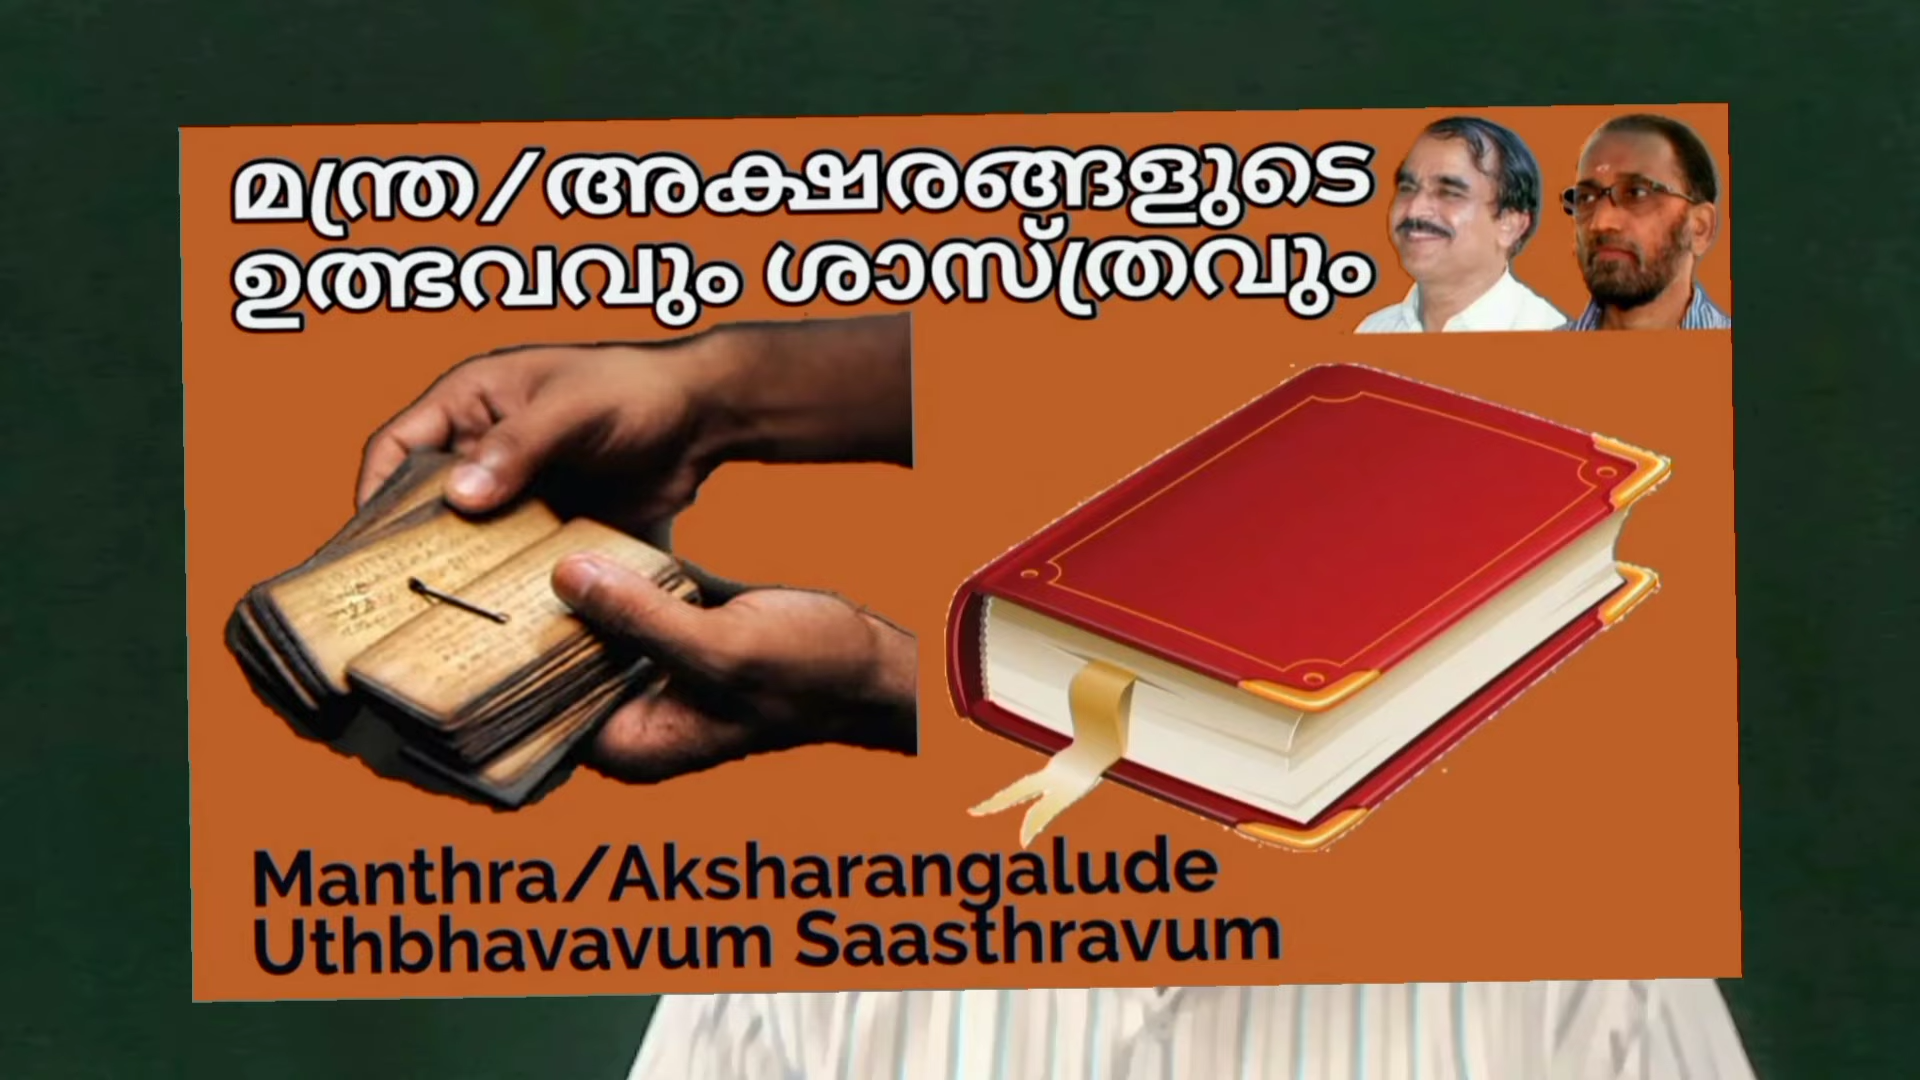 മന്ത്ര/അക്ഷരങ്ങളുടെ
ഉത്ഭവവും ശാസ്ത്രവും
Manthra/Aksharangalude
Uthbhavavum Saasthravum